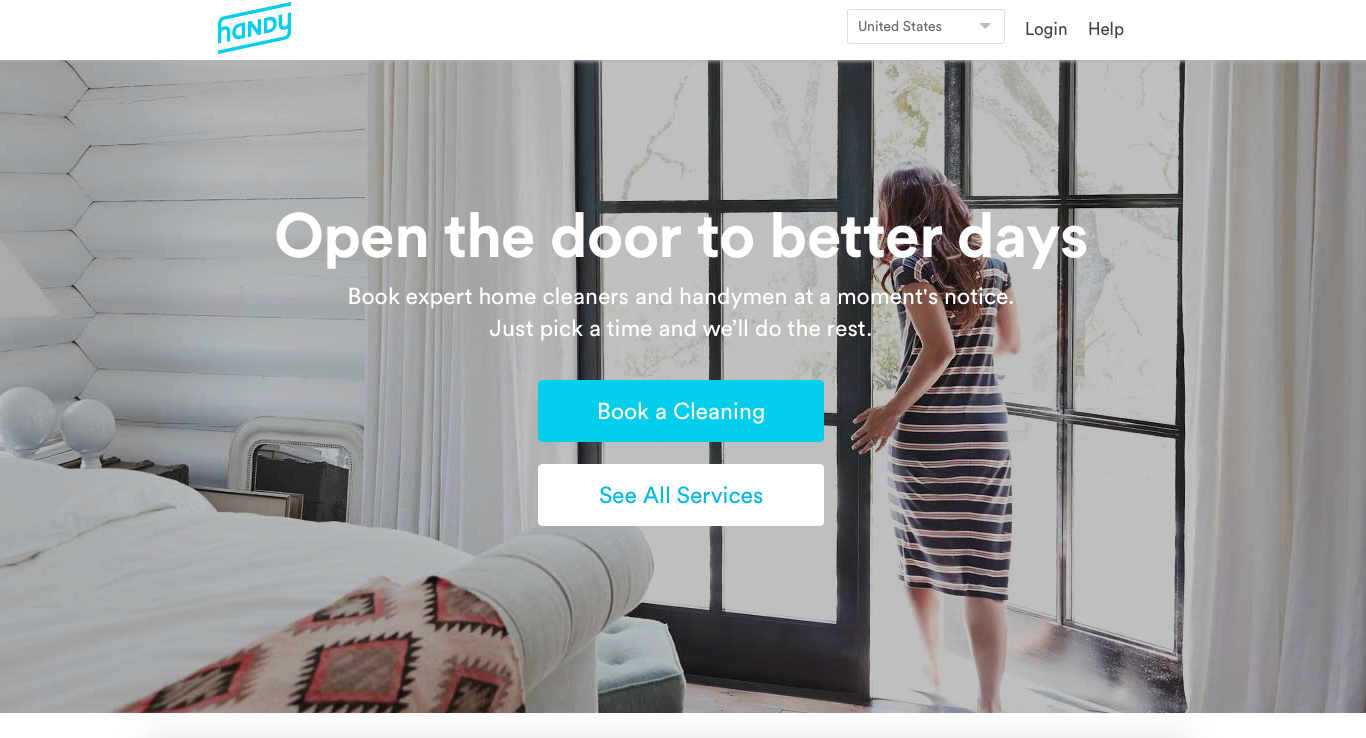 HANDY
United States
Login
Help
Open the door to better days
Book expert home cleaners and handymen at a moment's notice.
Just pick a time and we’ll do the rest.
Book a Cleaning
See All Services